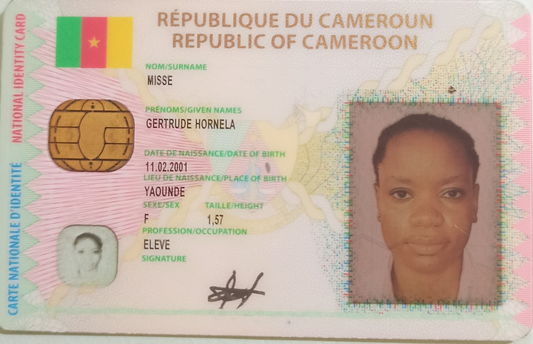 RÉPUBLIQUE DU CAMEROUN
REPUBLIC OF CAMEROON
NATIONAL IDENTITY CARD
CARTE NATIONALE D'IDENTITÉ
NOM/SURNAME
MISSE
PRÉNOMS/GIVEN NAMES
GERTRUDE HORNELA
DATE DE NAISSANCE/DATE OF BIRTH
11.02.2001
LIEU DE NAISSANCE/PLACE OF BIRTH
YAOUNDE
SEXE/SEX TAILLE/HEIGHT
F 1,57
PROFESSION/OCCUPATION
ELEVE
SIGNATURE